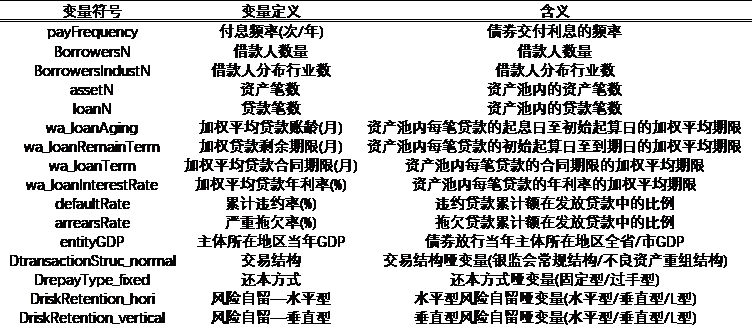 变量符号 变量定义 含义
payFrequency 付息频率(次/年) 债券交付利息的频率
BorrowersN 借款人数量 借款人数量
BorrowersIndustN 借款人分布行业数 借款人分布行业数
assetN 资产笔数 资产池内的资产笔数
loanN 贷款笔数 资产池内的贷款笔数
wa_loanAging 加权平均贷款账龄(月) 资产池内每笔贷款的起息日至初始起算日的加权平均期限
wa_loanRemainTerm 加权贷款剩余期限(月) 资产池内每笔贷款的初始起算日至到期日的加权平均期限
wa_loanTerm 加权平均贷款合同期限(月) 资产池内每笔贷款的合同期限的加权平均期限
wa_loanInterestRate 加权平均贷款年利率(%) 资产池内每笔贷款的年利率的加权平均期限
defaultRate 累计违约率(%) 违约贷款累计额在发放贷款中的比例
arrearsRate 严重拖欠率(%) 拖欠贷款累计额在发放贷款中的比例
entityGDP 主体所在地区当年GDP 债券放行当年主体所在地区全省/市GDP
DtransactionStruc_normal 交易结构 交易结构哑变量(银监会常规结构/不良资产重组结构)
DrepayType_fixed 还本方式 还本方式哑变量(固定型/过手型)
DriskRetention_hori 风险自留—水平型 水平型风险自留哑变量(水平型/垂直型/L型)
DriskRetention_vertical 风险自留—垂直型 垂直型风险自留哑变量(水平型/垂直型/L型)